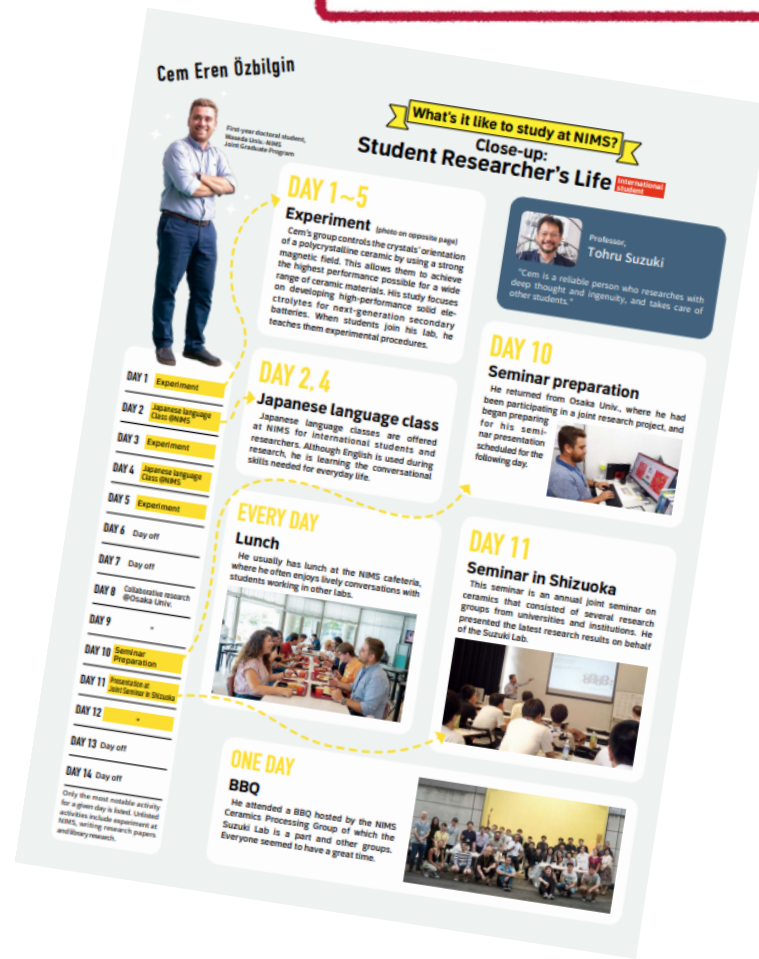 Cem Eren Özbilgin
First-year doctoral student,
Waseda Univ.-NIMS
Joint Graduate Program
What's it like to study at NIMS?
Close-up:
Student Researcher's Life
International
student
DAY 1~5
Experiment (photo on opposite page)
Cem's group controls the crystals' orientation
of a polycrystalline ceramic by using a strong
magnetic field. This allows them to achieve
the highest performance possible for a wide
range of ceramic materials. His study focuses
on developing high-performance solid ele-
ctrolytes for next-generation secondary
batteries. When students join his lab, he
teaches them experimental procedures.
Professor,
Tohru Suzuki
"Cem is a reliable person who researches with
deep thought and ingenuity, and takes care of
other students."
DAY 2, 4
Japanese language class
Japanese language classes are offered
at NIMS for international students and
researchers. Although English is used during
research, he is learning the conversational
skills needed for everyday life.
DAY 10
Seminar preparation
He returned from Osaka Univ., where he had
been participating in a joint research project, and
began preparing
for his semi-
nar presentation
scheduled for the
following day.
EVERY DAY
Lunch
He usually has lunch at the NIMS cafeteria,
where he often enjoys lively conversations with
students working in other labs.
DAY 11
Seminar in Shizuoka
This seminar is an annual joint seminar on
ceramics that consisted of several research
groups from universities and institutions. He
presented the latest research results on behalf
of the Suzuki Lab.
ONE DAY
BBQ
He attended a BBQ hosted by the NIMS
Ceramics Processing Group of which the
Suzuki Lab is a part and other groups.
Everyone seemed to have a great time.
DAY 1 Experiment
DAY 2 Japanese language
Class @NIMS
DAY 3 Experiment
DAY 4 Japanese language
Class @NIMS
DAY 5 Experiment
DAY 6 Day off
DAY 7 Day off
DAY 8 Collaborative research
@Osaka Univ.
DAY 9 "
DAY 10 Seminar
Preparation
DAY 11 Presentation at
Joint Seminar in Shizuoka
DAY 12 "
DAY 13 Day off
DAY 14 Day off
Only the most notable activity
for a given day is listed. Unlisted
activities include experiment at
NIMS, writing research papers
and library research.